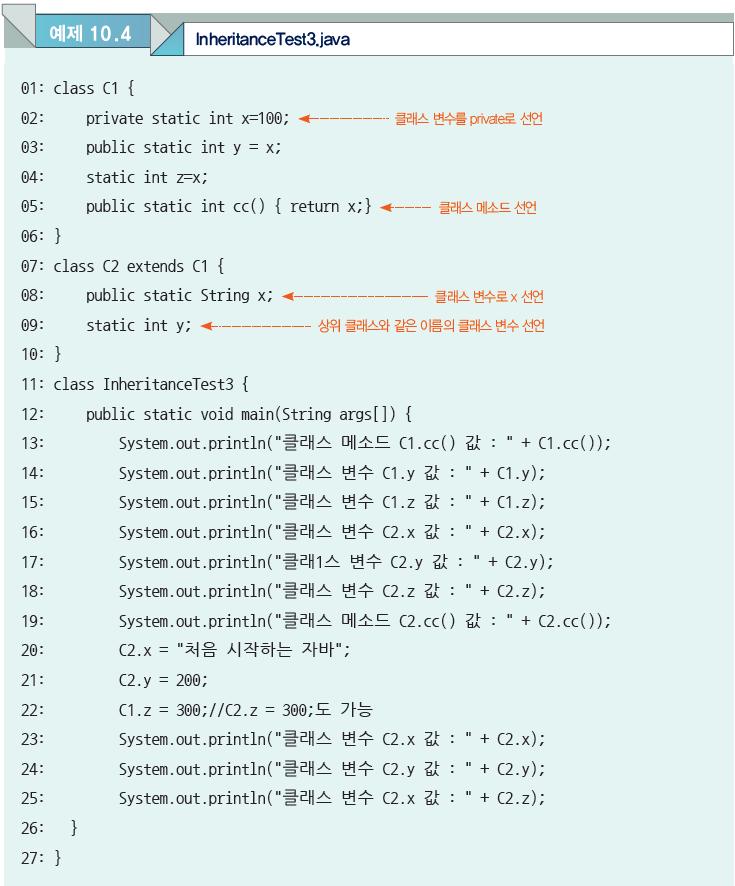 예제 10.4
InheritanceTest3.java
01: class C1 {
02:     private static int x=100; 클래스 변수를 private로 선언
03:     public static int y = x;
04:     static int z=x;
05:     public static int cc() { return x;} 클래스 메소드 선언
06: }
07: class C2 extends C1 {
08:     public static String x; 클래스 변수로 x 선언
09:     static int y; 상위 클래스와 같은 이름의 클래스 변수 선언
10: }
11: class InheritanceTest3 {
12:     public static void main(String args[]) {
13:         System.out.println("클래스 메소드 C1.cc() 값 : " + C1.cc());
14:         System.out.println("클래스 변수 C1.y 값 : " + C1.y);
15:         System.out.println("클래스 변수 C1.z 값 : " + C1.z);
16:         System.out.println("클래스 변수 C2.x 값 : " + C2.x);
17:         System.out.println("클래1스 변수 C2.y 값 : " + C2.y);
18:         System.out.println("클래스 변수 C2.z 값 : " + C2.z);
19:         System.out.println("클래스 메소드 C2.cc() 값 : " + C2.cc());
20:         C2.x = "처음 시작하는 자바";
21:         C2.y = 200;
22:         C1.z = 300;//C2.z = 300;도 가능
23:         System.out.println("클래스 변수 C2.x 값 : " + C2.x);
24:         System.out.println("클래스 변수 C2.y 값 : " + C2.y);
25:         System.out.println("클래스 변수 C2.x 값 : " + C2.z);
26:   }
27: }